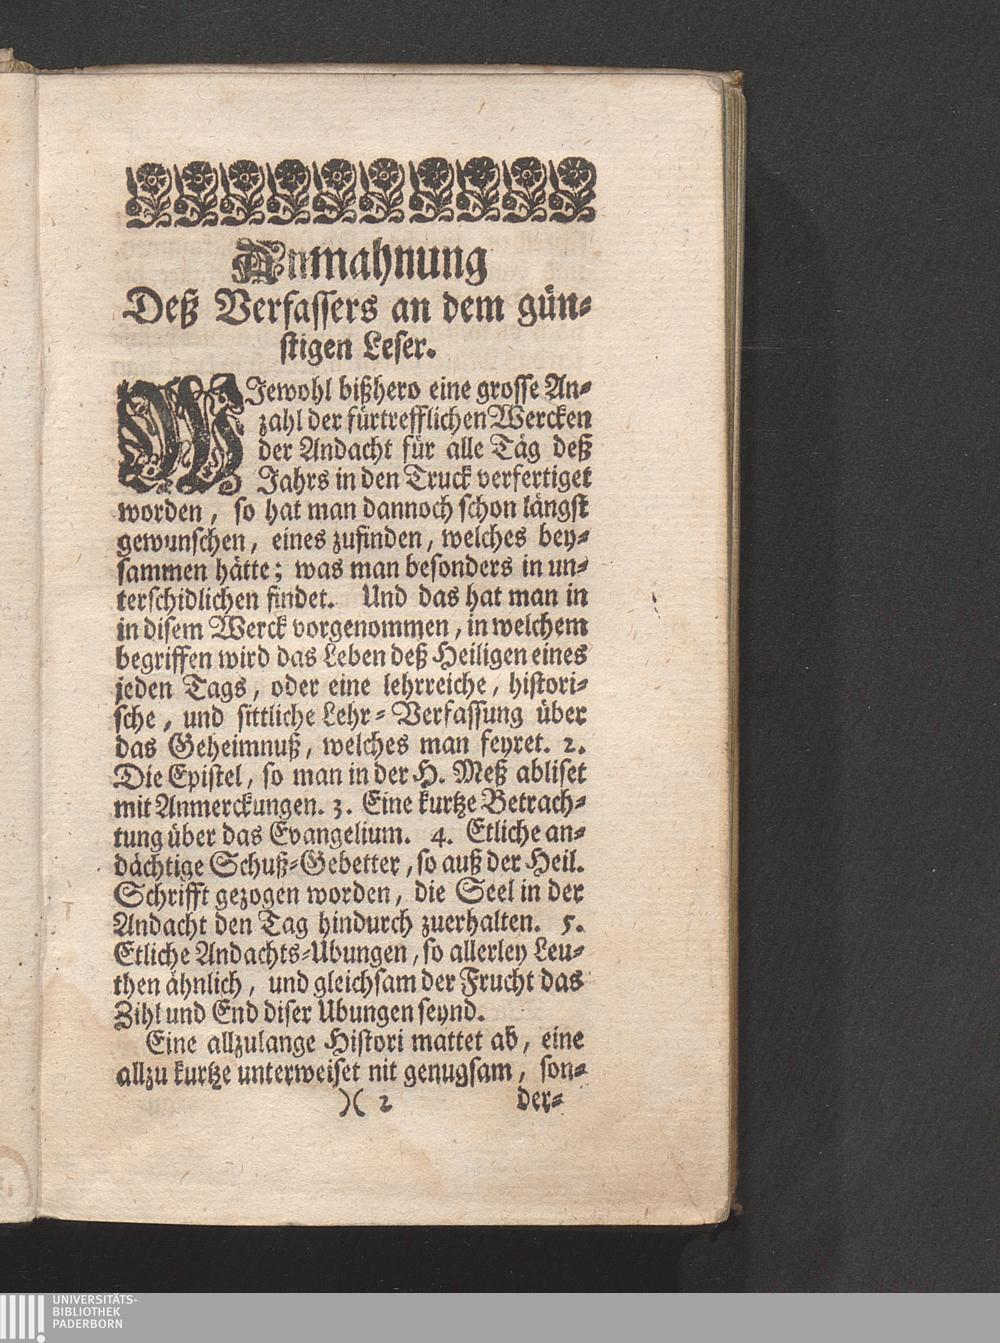 Anmahnung
Deß Verfassers an dem gün-
stigen Leser.
WIewohl bißhero eine grosse An-
zahl der fürtrefflichen Wercken
der Andacht für alle Täg deß
Jahrs in den Truck verfertiget
worden, so hat man dannoch schon längst
gewunschen, eines zufinden, welches bey-
sammen hätte; was man besonders in un-
terschidlichen findet. Und das hat man in
in disem Werck vorgenommen, in welchem
begriffen wird das Leben deß Heiligen eines
jeden Tags, oder eine lehrreiche, histori-
sche, und sittliche Lehr-Verfassung über
das Geheimnuß, welches man feyret. 2.
Die Epistel, so man in der H. Meß abliset
mit Anmerckungen. 3. Eine kurtze Betrach-
tung über das Evangelium. 4. Etliche an-
dächtige Schuß-Gebetter, so auß der Heil.
Schrifft gezogen worden, die Seel in der
Andacht den Tag hindurch zuerhalten. 5.
Etliche Andachts-Ubungen, so allerley Leu-
then ähnlich, und gleichsam der Frucht das
Zihl und End diser Ubungen seynd.
Eine allzulange Histori mattet ab, eine
allzu kurtze unterweiset nit genugsam, son-
)( 2 der-
UNIVERSITÄTS-
BIBLIOTHEK
PADERBORN